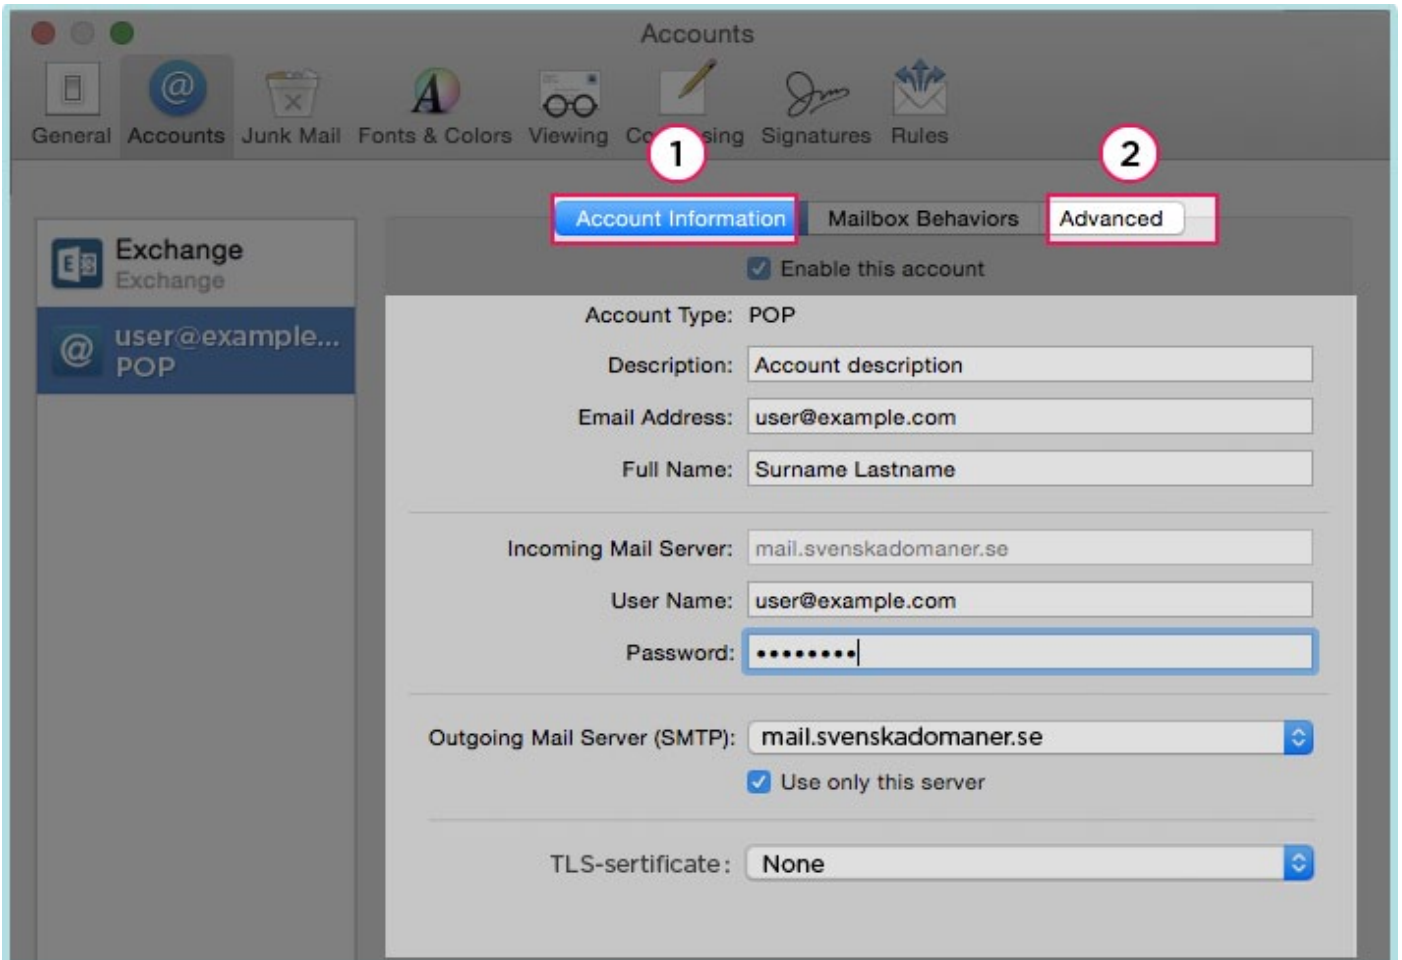 Accounts
General Accounts Junk Mail Fonts & Colors Viewing Signatures Rules
1
2
Account Information Mailbox Behaviors Advanced
Enable this account
Exchange
Exchange
user@example...
POP
Account Type: POP
Description: Account description
Email Address: user@example.com
Full Name: Surname Lastname
Incoming Mail Server: mail.svenskadomaner.se
User Name: user@example.com
Password: ••••••••
Outgoing Mail Server (SMTP): mail.svenskadomaner.se
Use only this server
TLS-sertificate: None